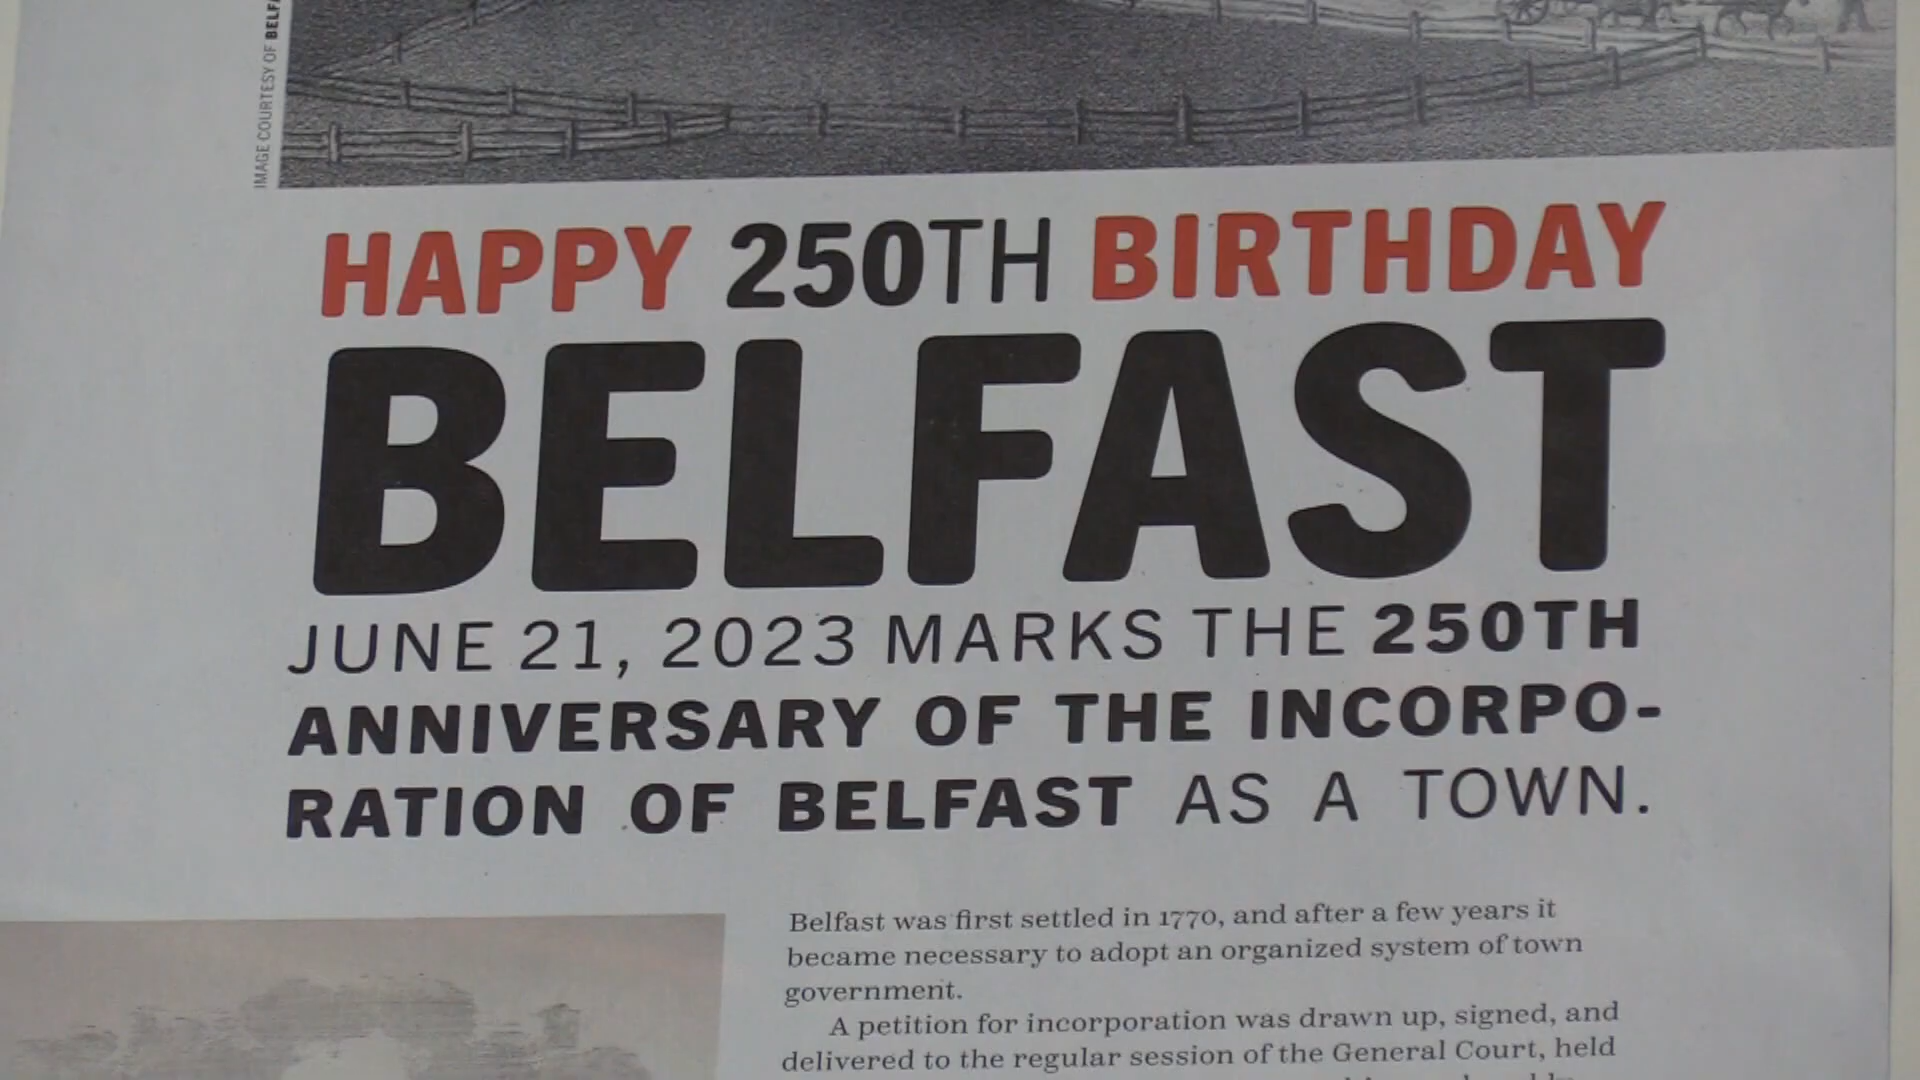 IMAGE COURTESY OF
HAPPY 250TH BIRTHDAY
BELFAST
JUNE 21, 2023 MARKS THE 250TH
ANNIVERSARY OF THE INCORPO-
RATION OF BELFAST AS A TOWN.
Belfast was first settled in 1770, and after a few years it
became necessary to adopt an organized system of town
government.
A petition for incorporation was drawn up, signed, and
delivered to the regular session of the General Court, held